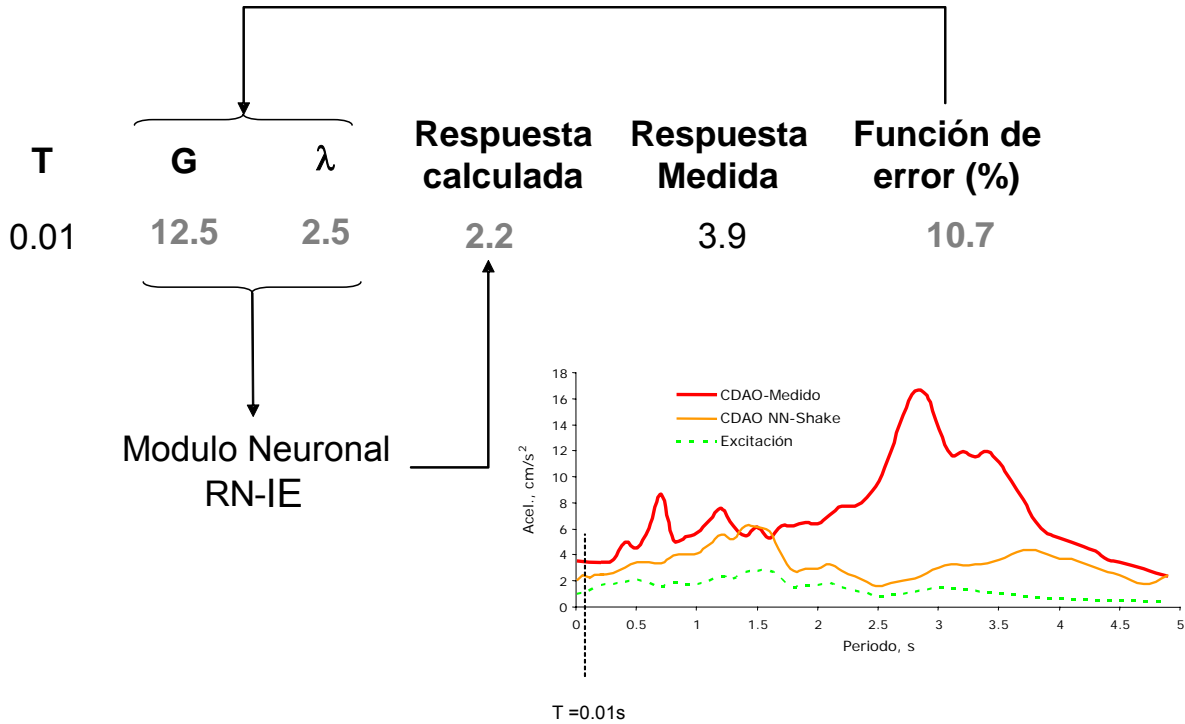 T
G
λ
Respuesta calculada
Respuesta Medida
Función de error (%)
0.01
12.5
2.5
2.2
3.9
10.7
Modulo Neuronal
RN-IE
18
16
14
12
10
8
6
4
2
0
Acel., cm/s²
CDAO-Medido
CDAO NN-Shake
Excitación
0
0.5
1
1.5
2
2.5
3
3.5
4
4.5
5
Periodo, s
T =0.01s